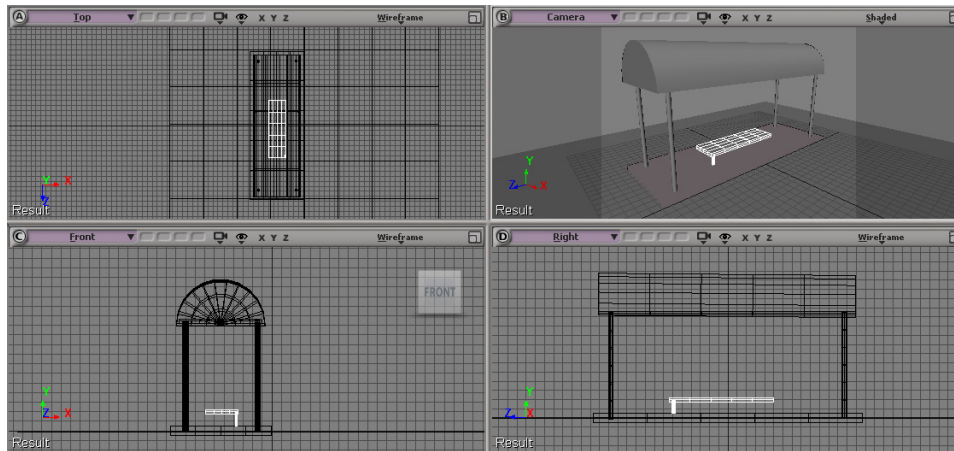 A Top X Y Z Wireframe
Y X
Z
Result
B Camera X Y Z Shaded
Y
Z X
Result
C Front X Y Z Wireframe
FRONT
Y
Z X
Result
D Right X Y Z Wireframe
Y
Z X
Result